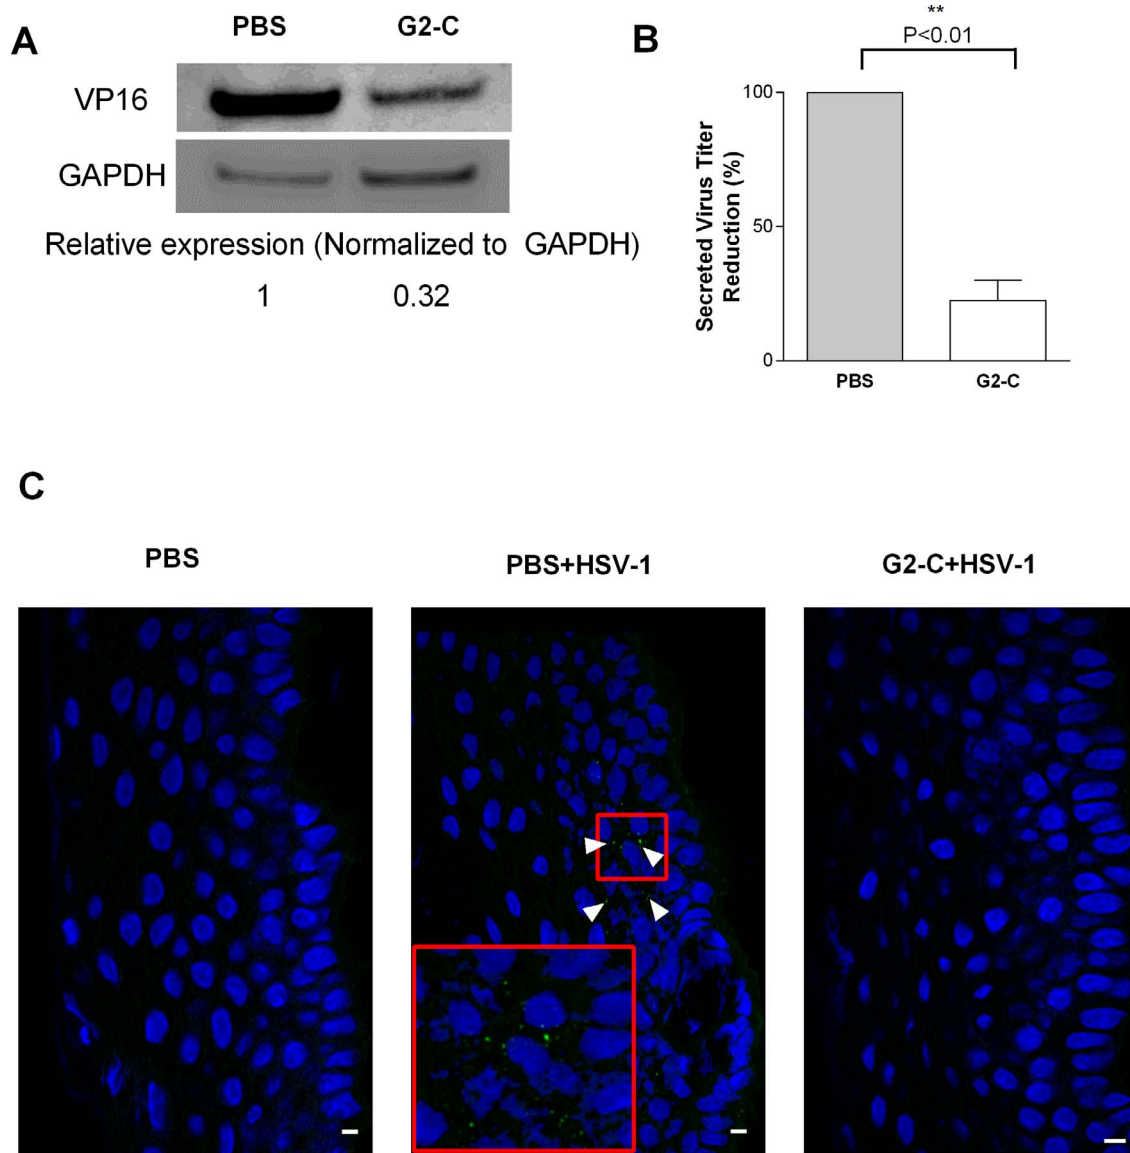 A
PBS G2-C
VP16
GAPDH
Relative expression (Normalized to GAPDH)
1 0.32
B
**
P<0.01
Secreted Virus Titer
Reduction (%)
100
50
0
PBS G2-C
C
PBS PBS+HSV-1 G2-C+HSV-1